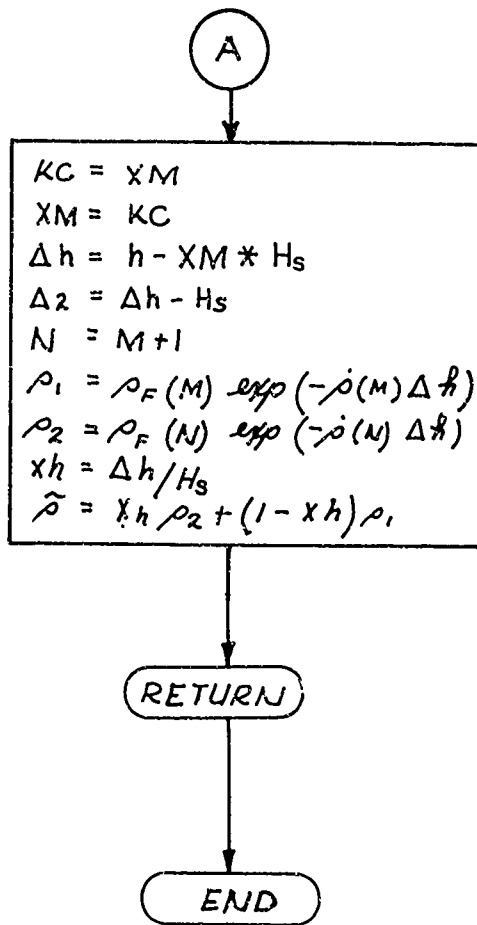 A
KC = XM
XM = KC
Δh = h - XM * Hs
Δ2 = Δh - Hs
N = M+1
ρ₁ = ρF (M) exp (-ρ̇(M) Δh)
ρ₂ = ρF (N) exp (-ρ̇(N) Δh)
xh = Δh/Hs
ρ̃ = Xh ρ₂ + (1 - xh) ρ₁
RETURN
END